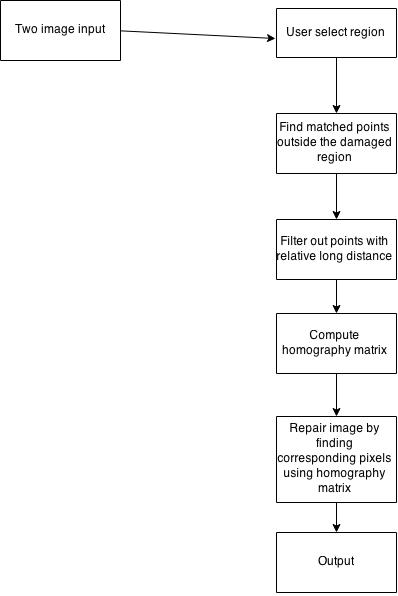 Two image input
User select region
Find matched points
outside the damaged
region
Filter out points with
relative long distance
Compute
homography matrix
Repair image by
finding
corresponding pixels
using homography
matrix
Output